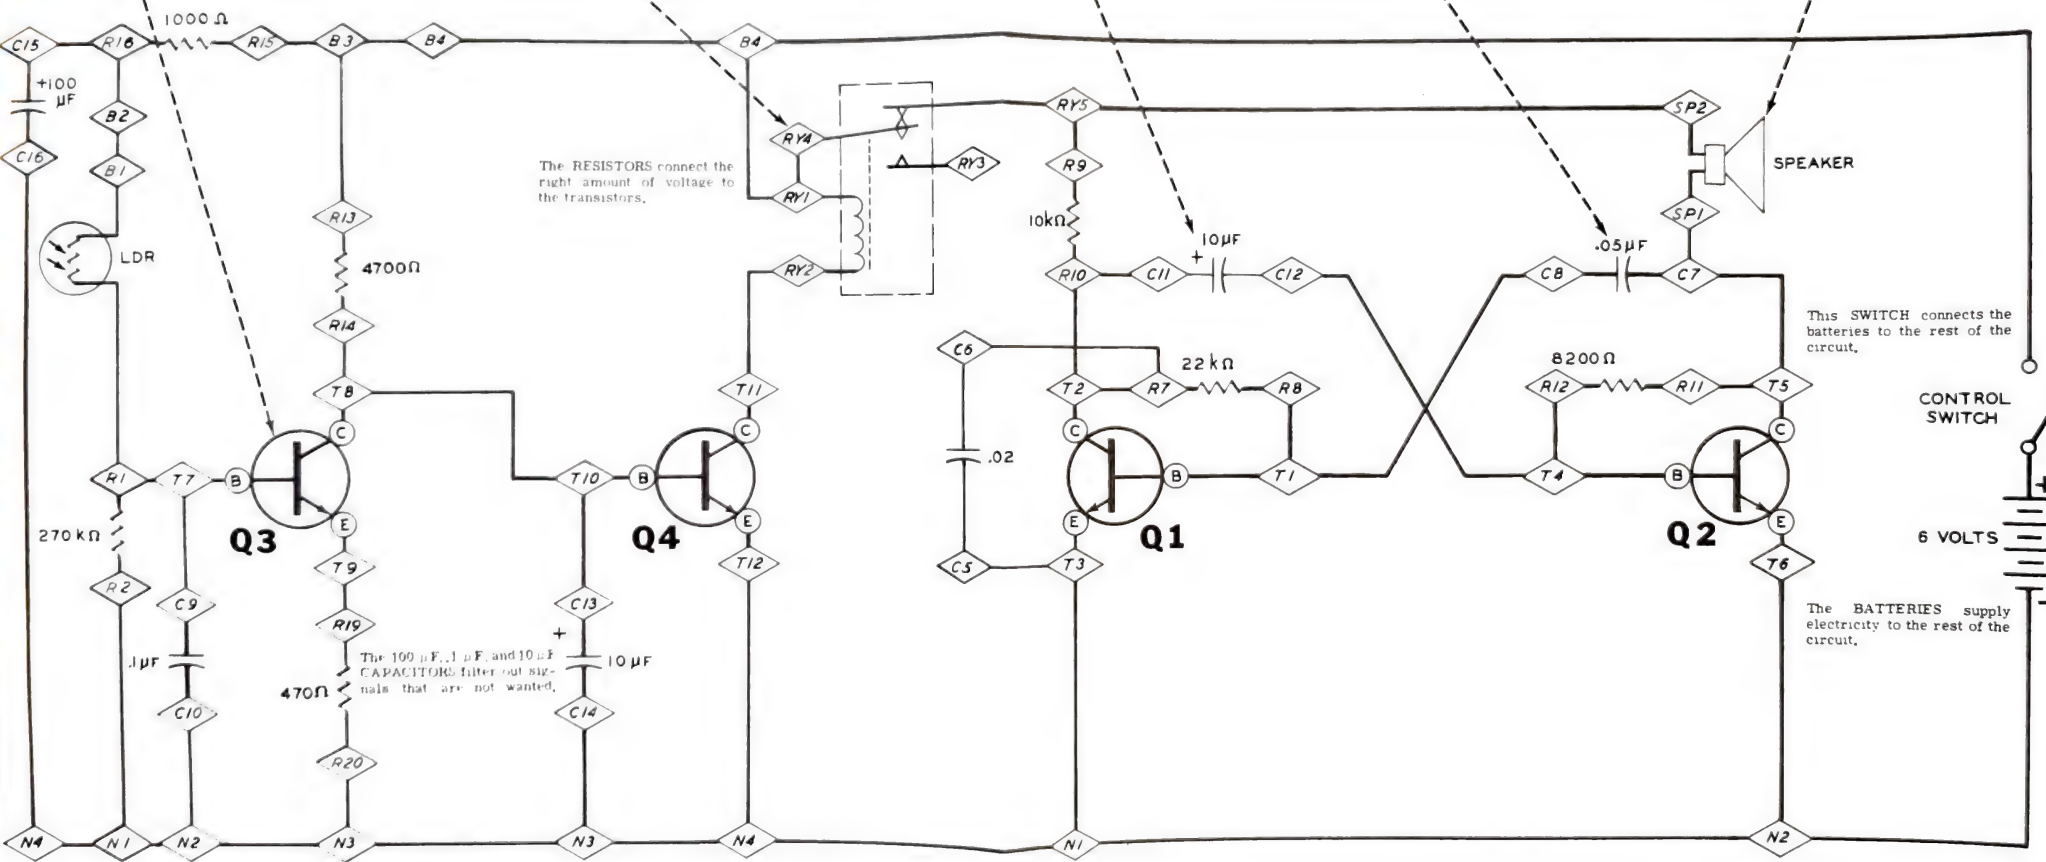 1000 Ω
C15
R16
R15
B3
B4
B4
+100
µF
B2
C16
B1
LDR
R13
4700Ω
R14
T8
R1
T7
B
C
E
Q3
270kΩ
R2
C9
.1µF
C10
T9
R19
470Ω
R20
The RESISTORS connect the
right amount of voltage to
the transistors.
The 100 µF, .1 µF, and 10 µF
CAPACITORS filter out sig-
nals that are not wanted.
RY4
RY1
RY2
RY3
T11
T10
B
C
E
Q4
T12
C13
+
10µF
C14
RY5
R9
10kΩ
R10
C11
+
10µF
C12
C6
.02
C5
T2
R7
22kΩ
R8
C
B
E
T1
Q1
T3
SP2
SPEAKER
SP1
C8
.05µF
C7
8200Ω
R12
R11
T5
T4
B
C
E
Q2
T6
This SWITCH connects the
batteries to the rest of the
circuit.
CONTROL
SWITCH
+
6 VOLTS
-
The BATTERIES supply
electricity to the rest of the
circuit.
N4
N1
N2
N3
N3
N4
N1
N2